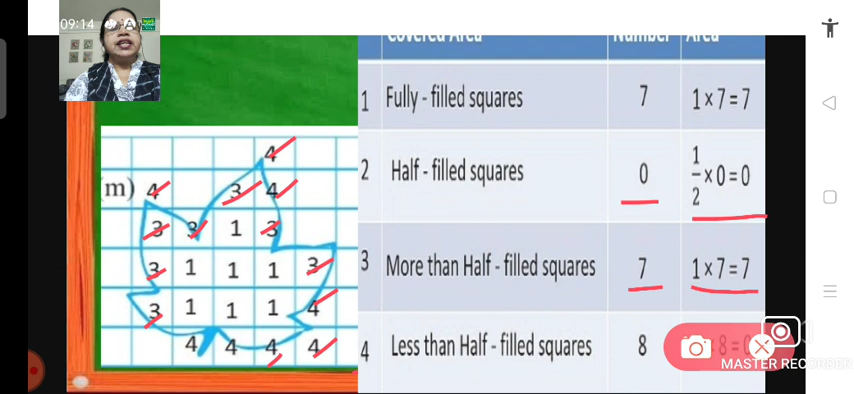 09:14
Covered Area Number Area
1 Fully - filled squares 7 1 × 7 = 7
2 Half - filled squares 0 1/2 × 0 = 0
3 More than Half - filled squares 7 1 × 7 = 7
4 Less than Half - filled squares 8 8 = 0
4
(m) 4 3 4
3 3 1 3
3 1 1 1 3
3 1 1 1 4
4 4 4 4
MASTER RECORDER